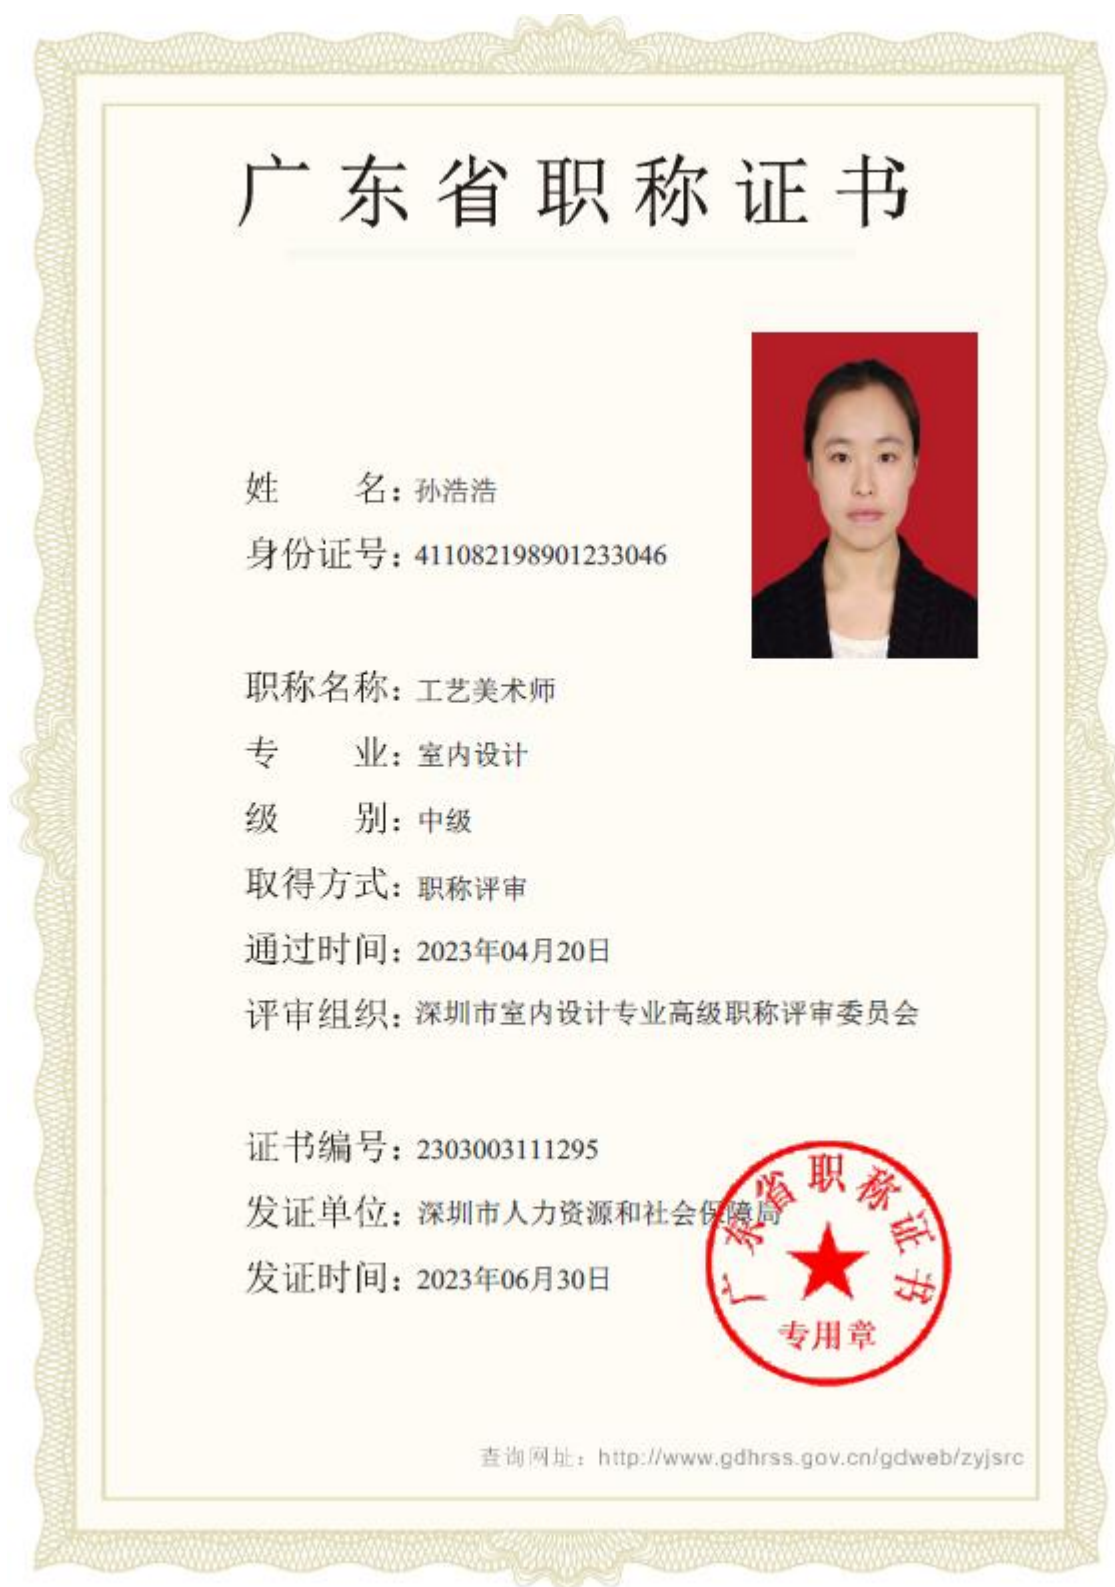 广东省职称证书
姓 名：孙浩浩
身份证号：411082198901233046
职称名称：工艺美术师
专 业：室内设计
级 别：中级
取得方式：职称评审
通过时间：2023年04月20日
评审组织：深圳市室内设计专业高级职称评审委员会
证书编号：2303003111295
发证单位：深圳市人力资源和社会保障局
发证时间：2023年06月30日
广东省职称证书
专用章
查询网址：http://www.gdhrss.gov.cn/gdweb/zyjsrc